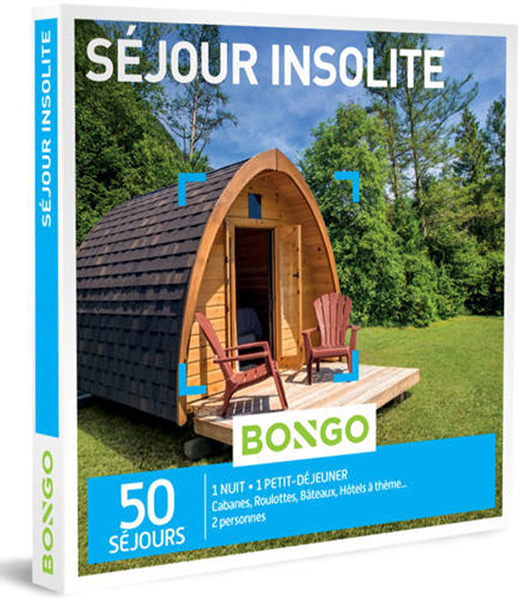 SÉJOUR INSOLITE
SÉJOUR INSOLITE
BONGO
BONGO
50
SÉJOURS
1 NUIT • 1 PETIT-DÉJEUNER
Cabanes, Roulottes, Bâteaux, Hôtels à thème...
2 personnes